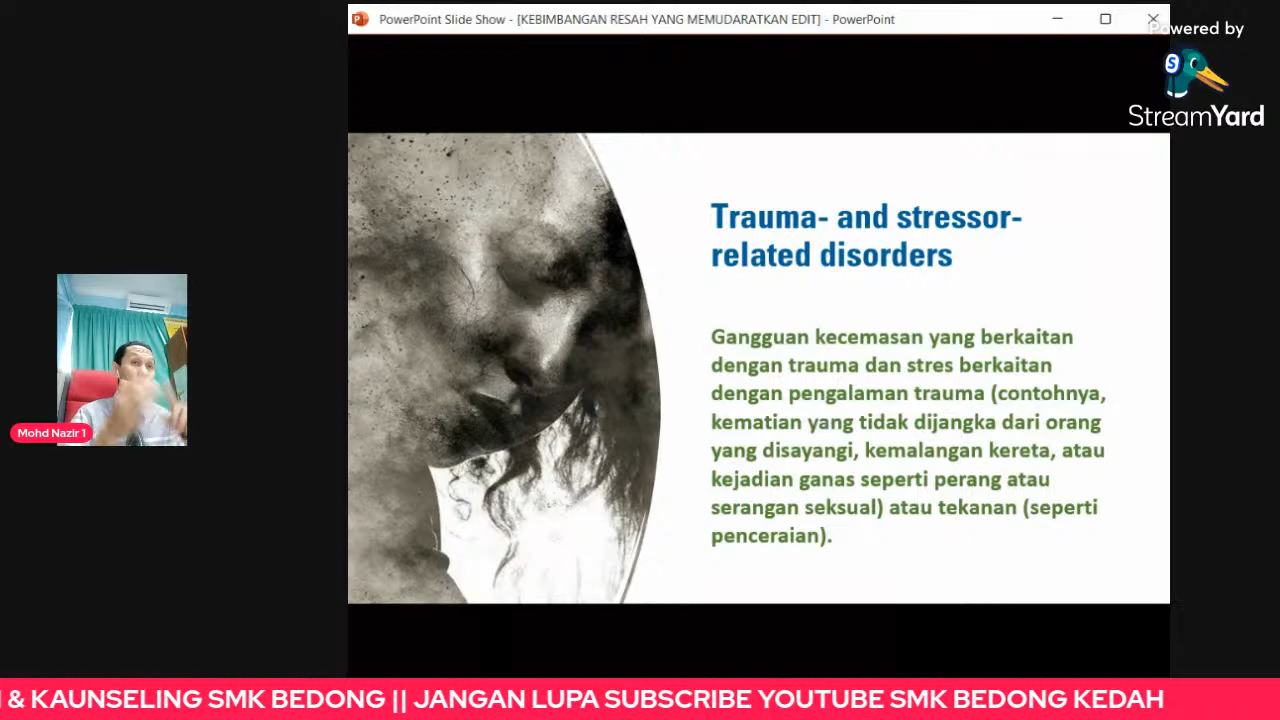 PowerPoint Slide Show - [KEBIMBANGAN RESAH YANG MEMUDARATKAN EDIT] - PowerPoint
Powered by
S
StreamYard
Trauma- and stressor-
related disorders
Gangguan kecemasan yang berkaitan
dengan trauma dan stres berkaitan
dengan pengalaman trauma (contohnya,
kematian yang tidak dijangka dari orang
yang disayangi, kemalangan kereta, atau
kejadian ganas seperti perang atau
serangan seksual) atau tekanan (seperti
penceraian).
Mohd Nazir 1
& KAUNSELING SMK BEDONG || JANGAN LUPA SUBSCRIBE YOUTUBE SMK BEDONG KEDAH